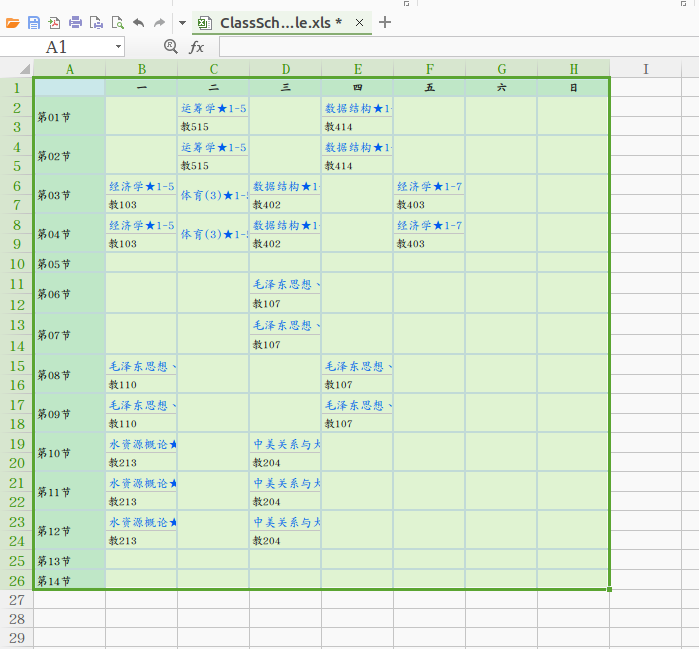 ClassSch...le.xls *
A1 fx
A B C D E F G H I
1 一 二 三 四 五 六 日
2 第01节 运筹学★1-5 数据结构★1-
3 教515 教414
4 第02节 运筹学★1-5 数据结构★1-
5 教515 教414
6 第03节 经济学★1-5 体育(3)★1- 数据结构★1- 经济学★1-7
7 教103 教402 教403
8 第04节 经济学★1-5 体育(3)★1- 数据结构★1- 经济学★1-7
9 教103 教402 教403
10 第05节
11 第06节 毛泽东思想、
12 教107
13 第07节 毛泽东思想、
14 教107
15 第08节 毛泽东思想、 毛泽东思想、
16 教110 教107
17 第09节 毛泽东思想、 毛泽东思想、
18 教110 教107
19 第10节 水资源概论★ 中美关系与
20 教213 教204
21 第11节 水资源概论★ 中美关系与
22 教213 教204
23 第12节 水资源概论★ 中美关系与
24 教213 教204
25 第13节
26 第14节
27
28
29